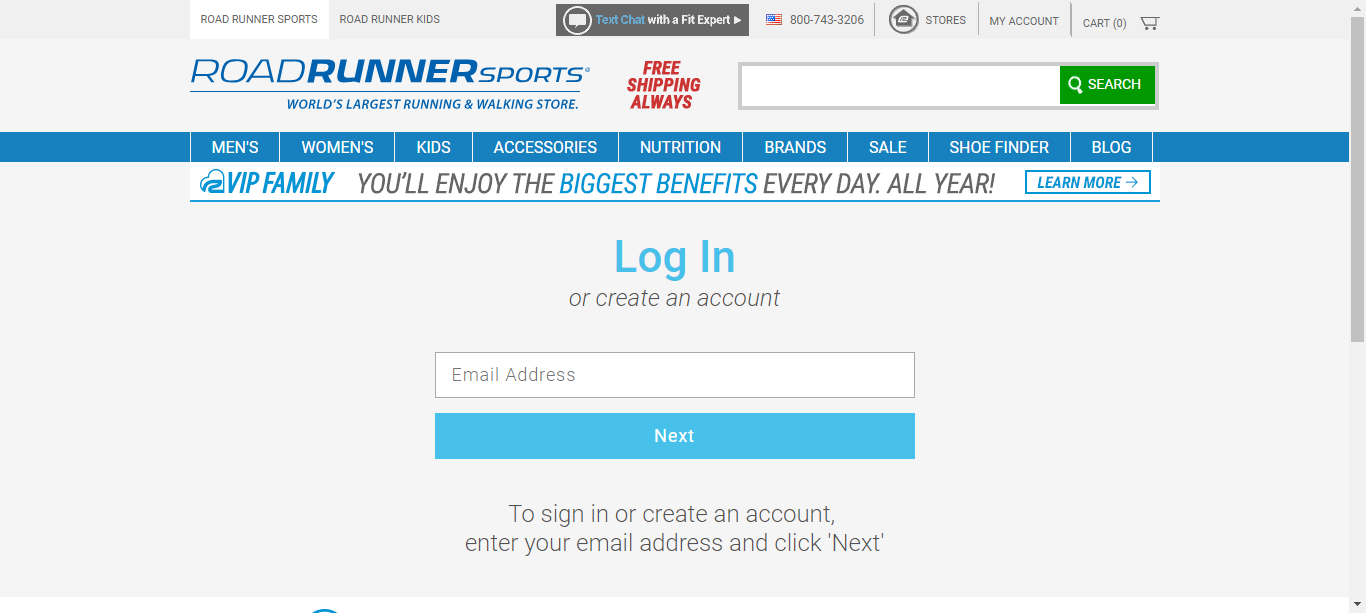 ROAD RUNNER SPORTS
ROAD RUNNER KIDS
Text Chat with a Fit Expert
800-743-3206
STORES
MY ACCOUNT
CART (0)
ROADRUNNERSPORTS®
WORLD'S LARGEST RUNNING & WALKING STORE.
FREE
SHIPPING
ALWAYS
SEARCH
MEN'S
WOMEN'S
KIDS
ACCESSORIES
NUTRITION
BRANDS
SALE
SHOE FINDER
BLOG
VIP FAMILY
YOU'LL ENJOY THE BIGGEST BENEFITS EVERY DAY. ALL YEAR!
LEARN MORE →
Log In
or create an account
Email Address
Next
To sign in or create an account,
enter your email address and click 'Next'